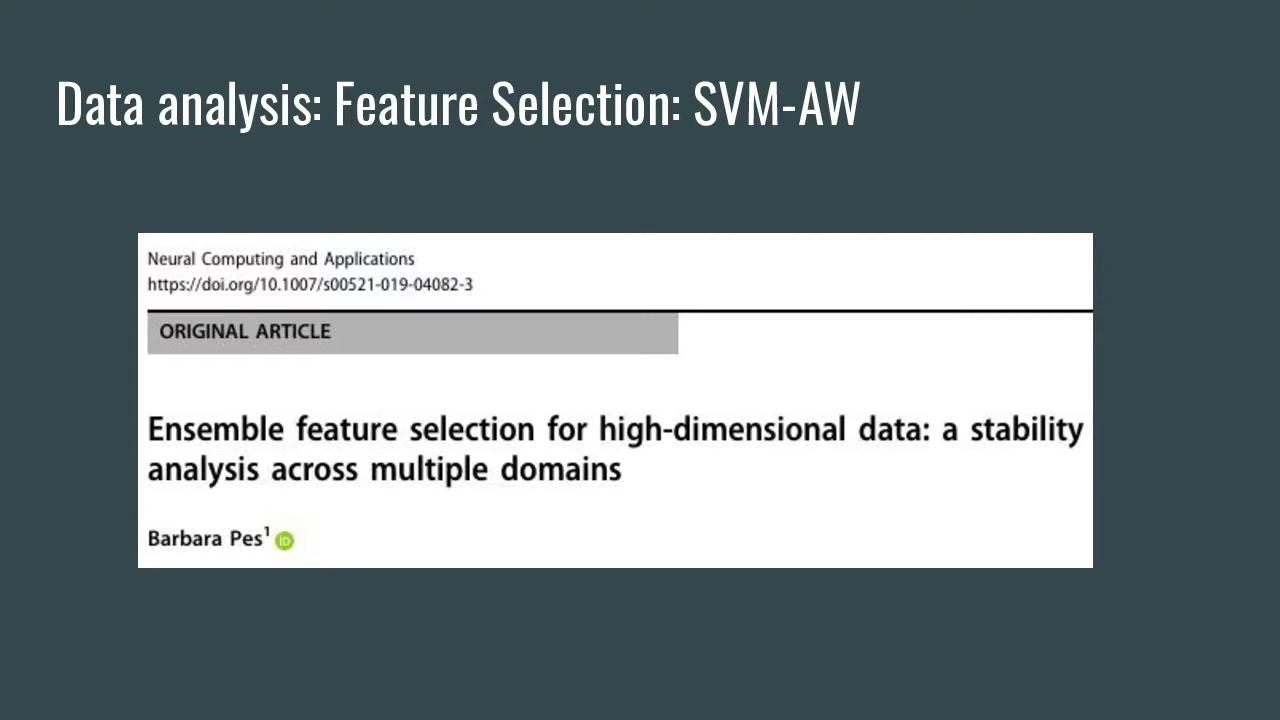 Data analysis: Feature Selection: SVM-AW
Neural Computing and Applications
https://doi.org/10.1007/s00521-019-04082-3
ORIGINAL ARTICLE
Ensemble feature selection for high-dimensional data: a stability
analysis across multiple domains
Barbara Pes¹ iD